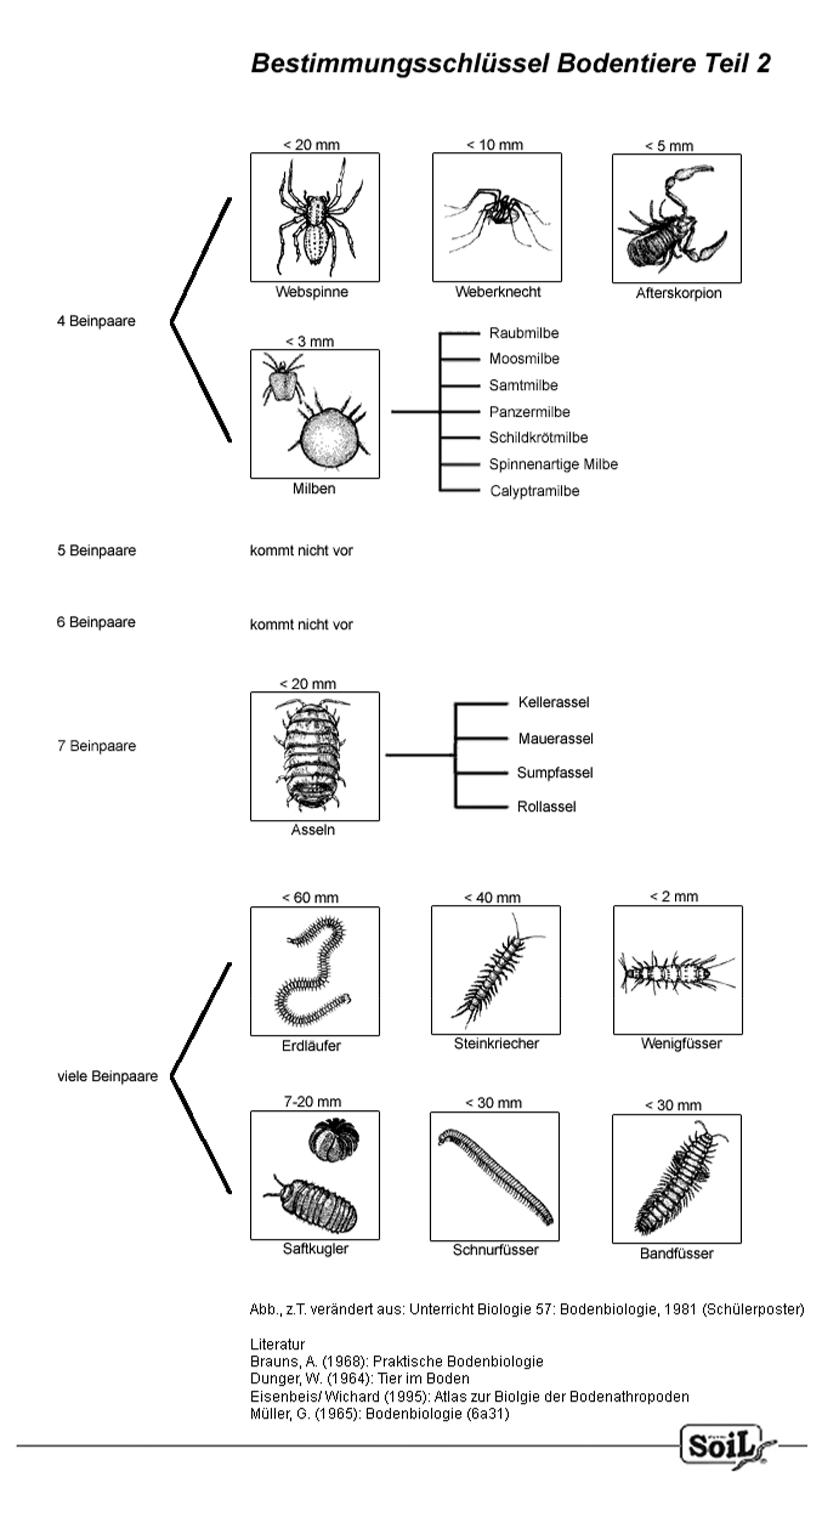 Bestimmungsschlüssel Bodentiere Teil 2
< 20 mm
< 10 mm
< 5 mm
Webspinne
Weberknecht
Afterskorpion
4 Beinpaare
< 3 mm
Milben
Raubmilbe
Moosmilbe
Samtmilbe
Panzermilbe
Schildkrötmilbe
Spinnenartige Milbe
Calyptramilbe
5 Beinpaare
kommt nicht vor
6 Beinpaare
kommt nicht vor
7 Beinpaare
< 20 mm
Asseln
Kellerassel
Mauerassel
Sumpfassel
Rollassel
viele Beinpaare
< 60 mm
< 40 mm
< 2 mm
Erdläufer
Steinkriecher
Wenigfüsser
7-20 mm
< 30 mm
< 30 mm
Saftkugler
Schnurfüsser
Bandfüsser
Abb., z.T. verändert aus: Unterricht Biologie 57: Bodenbiologie, 1981 (Schülerposter)
Literatur
Brauns, A. (1968): Praktische Bodenbiologie
Dunger, W. (1964): Tier im Boden
Eisenbeis/ Wichard (1995): Atlas zur Biolgie der Bodenathropoden
Müller, G. (1965): Bodenbiologie (6a31)
SoiL